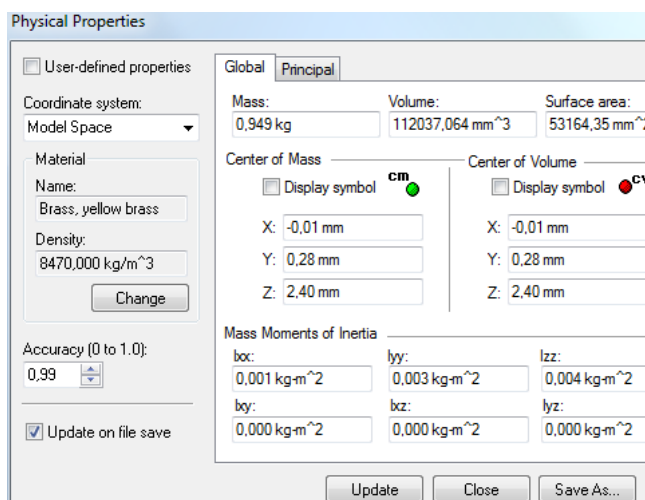 Physical Properties
User-defined properties
Coordinate system:
Model Space
Material
Name:
Brass, yellow brass
Density:
8470,000 kg/m^3
Change
Accuracy (0 to 1.0):
0,99
Update on file save
Global Principal
Mass: Volume: Surface area:
0,949 kg 112037,064 mm^3 53164,35 mm^2
Center of Mass Center of Volume
Display symbol cm Display symbol
X: -0,01 mm X: -0,01 mm
Y: 0,28 mm Y: 0,28 mm
Z: 2,40 mm Z: 2,40 mm
Mass Moments of Inertia
Ixx: Iyy: Izz:
0,001 kg-m^2 0,003 kg-m^2 0,004 kg-m^2
Ixy: Ixz: Iyz:
0,000 kg-m^2 0,000 kg-m^2 0,000 kg-m^2
Update Close Save As...